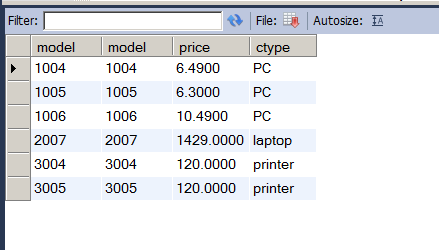 Filter: File: Autosize:
model model price ctype
1004 1004 6.4900 PC
1005 1005 6.3000 PC
1006 1006 10.4900 PC
2007 2007 1429.0000 laptop
3004 3004 120.0000 printer
3005 3005 120.0000 printer